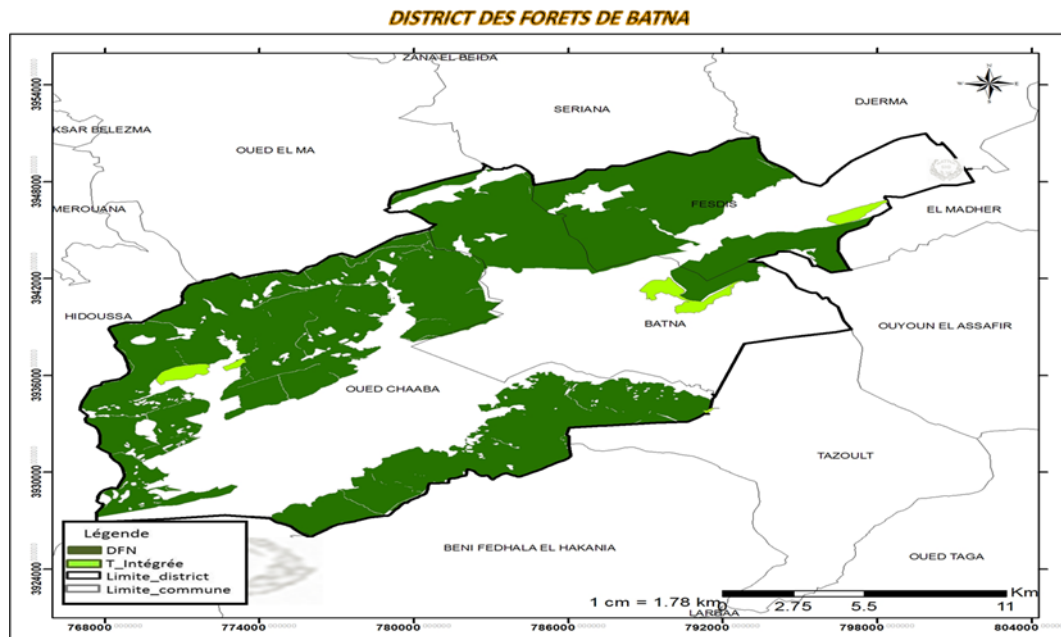 DISTRICT DES FORETS DE BATNA
ZANA EL BEIDA
3954000
SERIANA
DJERMA
KSAR BELEZMA
OUED EL MA
3948000
MEROUANA
FESDIS
EL MADHER
3942000
HIDOUSSA
BATNA
OUYOUN EL ASSAFIR
3936000
OUED CHAABA
TAZOULT
3930000
Légende
DFN
T_Intégrée
Limite_district
Limite_commune
BENI FEDHALA EL HAKANIA
OUED TAGA
3924000
Km
1 cm = 1.78 km
0 2.75 5.5 11
LARBAA
768000 774000 780000 786000 792000 798000 804000